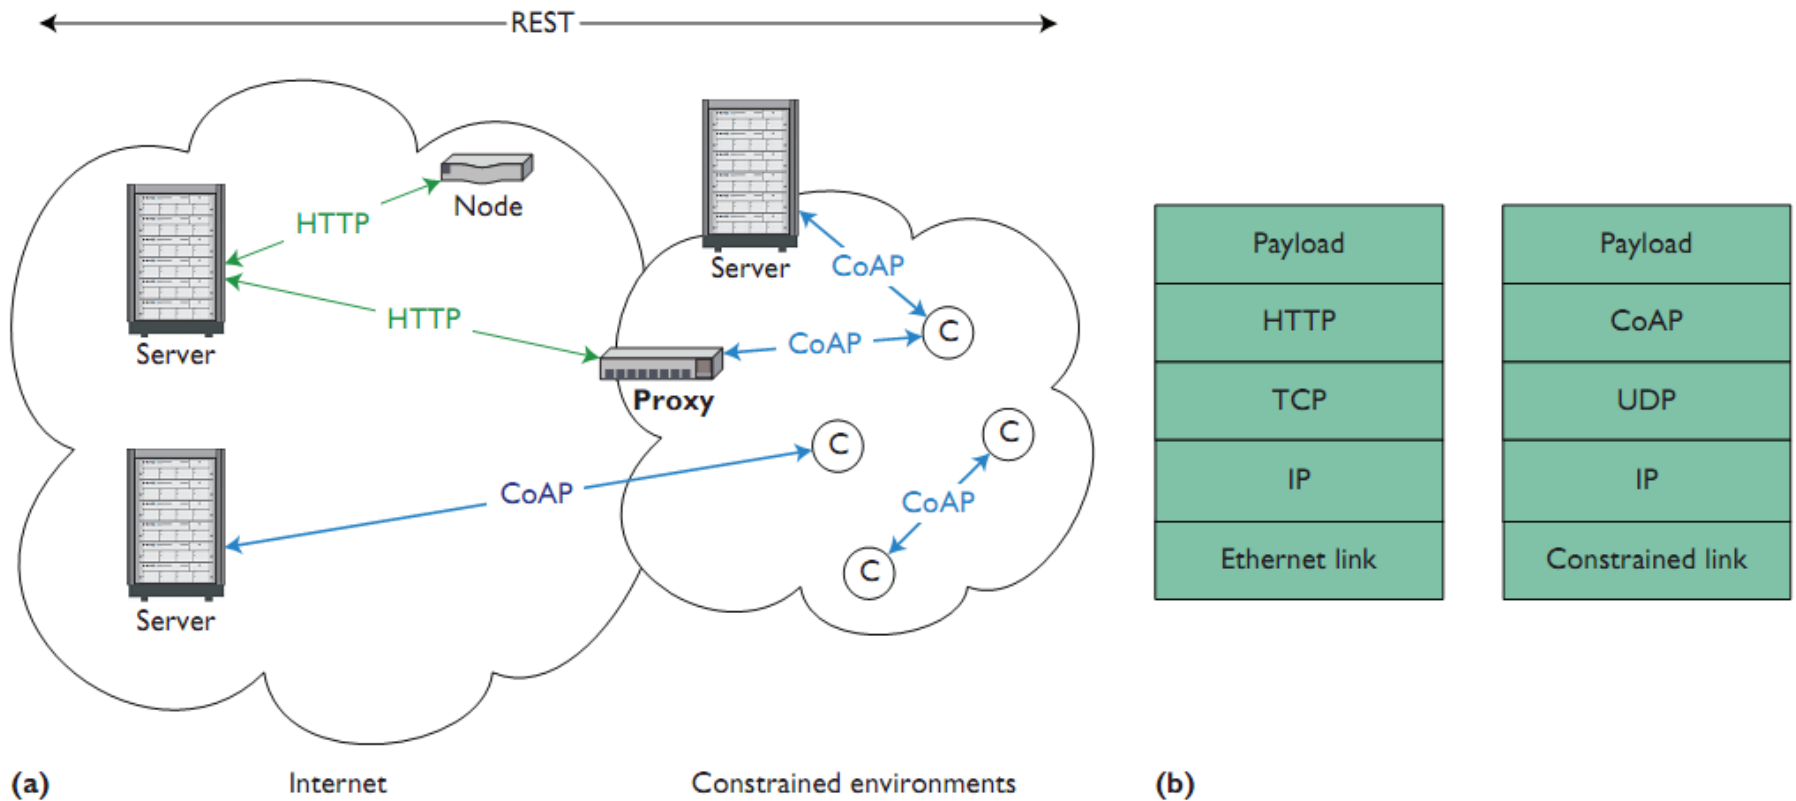 REST
Node
HTTP
Server
CoAP
HTTP
Server
CoAP
C
Proxy
C
C
CoAP
CoAP
C
Server
(a)
Internet
Constrained environments
Payload
HTTP
TCP
IP
Ethernet link
Payload
CoAP
UDP
IP
Constrained link
(b)